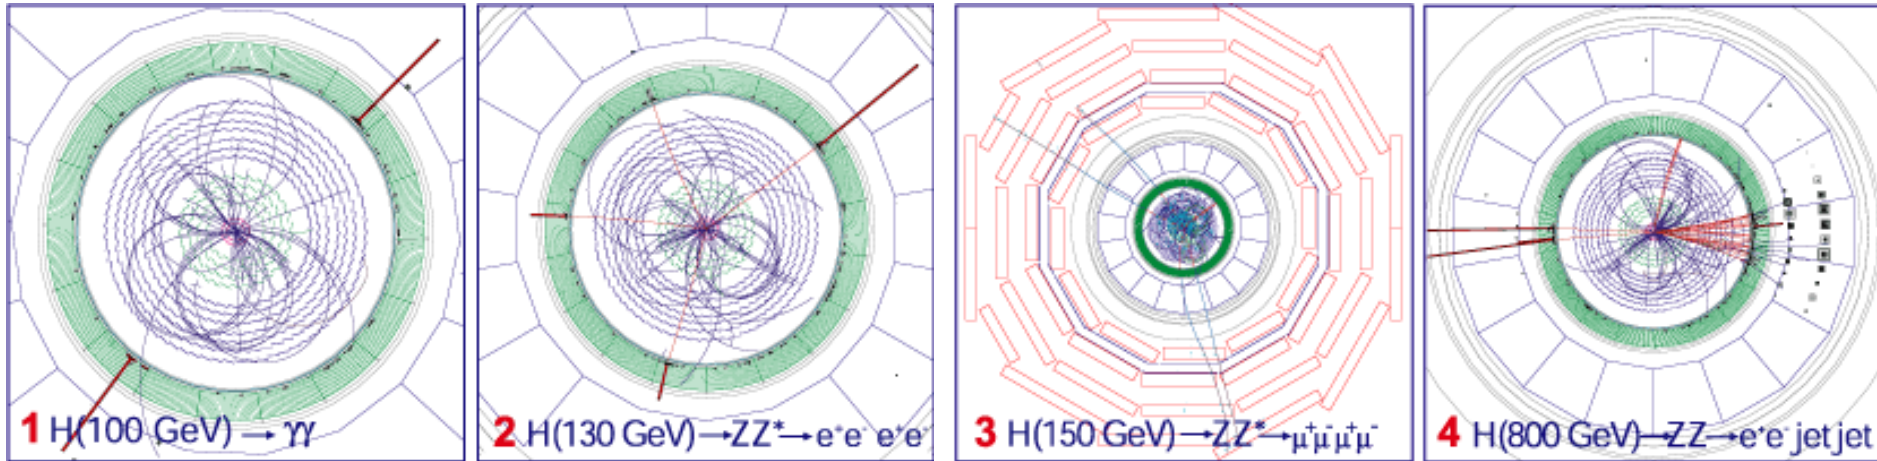 1 H(100 GeV) → γγ
2 H(130 GeV)→ZZ*→e⁺e⁻ e⁺e⁻
3 H(150 GeV)→ZZ*→μ⁺μ⁻μ⁺μ⁻
4 H(800 GeV)→ZZ→e⁺e⁻ jet jet